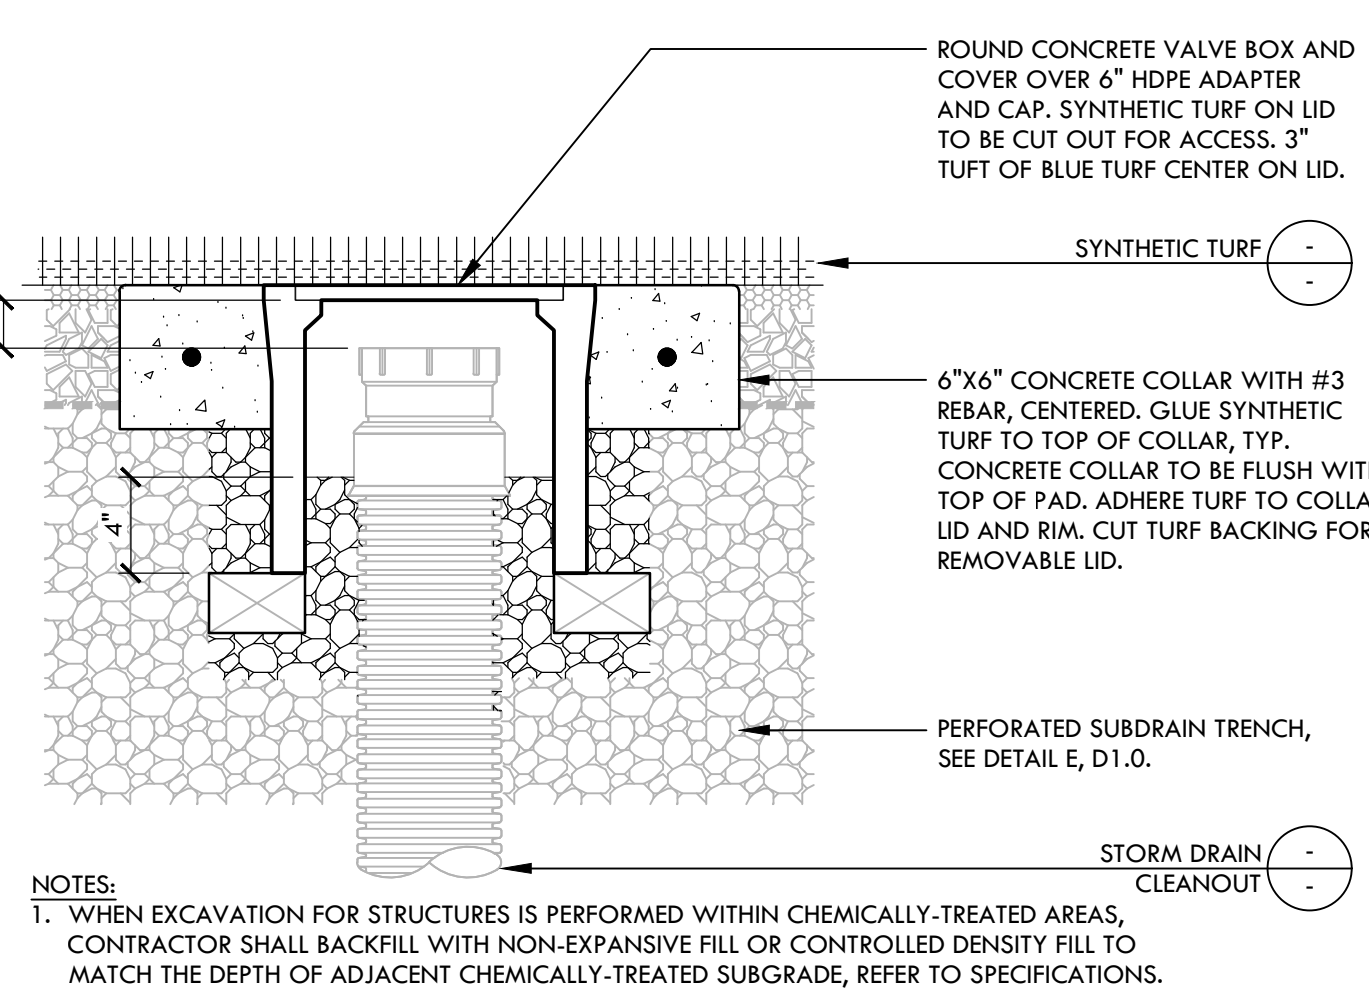 ROUND CONCRETE VALVE BOX AND
COVER OVER 6" HDPE ADAPTER
AND CAP. SYNTHETIC TURF ON LID
TO BE CUT OUT FOR ACCESS. 3"
TUFT OF BLUE TURF CENTER ON LID.
SYNTHETIC TURF
-
-
6"X6" CONCRETE COLLAR WITH #3
REBAR, CENTERED. GLUE SYNTHETIC
TURF TO TOP OF COLLAR, TYP.
CONCRETE COLLAR TO BE FLUSH WIT
TOP OF PAD. ADHERE TURF TO COLLA
LID AND RIM. CUT TURF BACKING FOR
REMOVABLE LID.
4"
PERFORATED SUBDRAIN TRENCH,
SEE DETAIL E, D1.0.
STORM DRAIN
CLEANOUT
-
-
NOTES:
1. WHEN EXCAVATION FOR STRUCTURES IS PERFORMED WITHIN CHEMICALLY-TREATED AREAS,
CONTRACTOR SHALL BACKFILL WITH NON-EXPANSIVE FILL OR CONTROLLED DENSITY FILL TO
MATCH THE DEPTH OF ADJACENT CHEMICALLY-TREATED SUBGRADE, REFER TO SPECIFICATIONS.